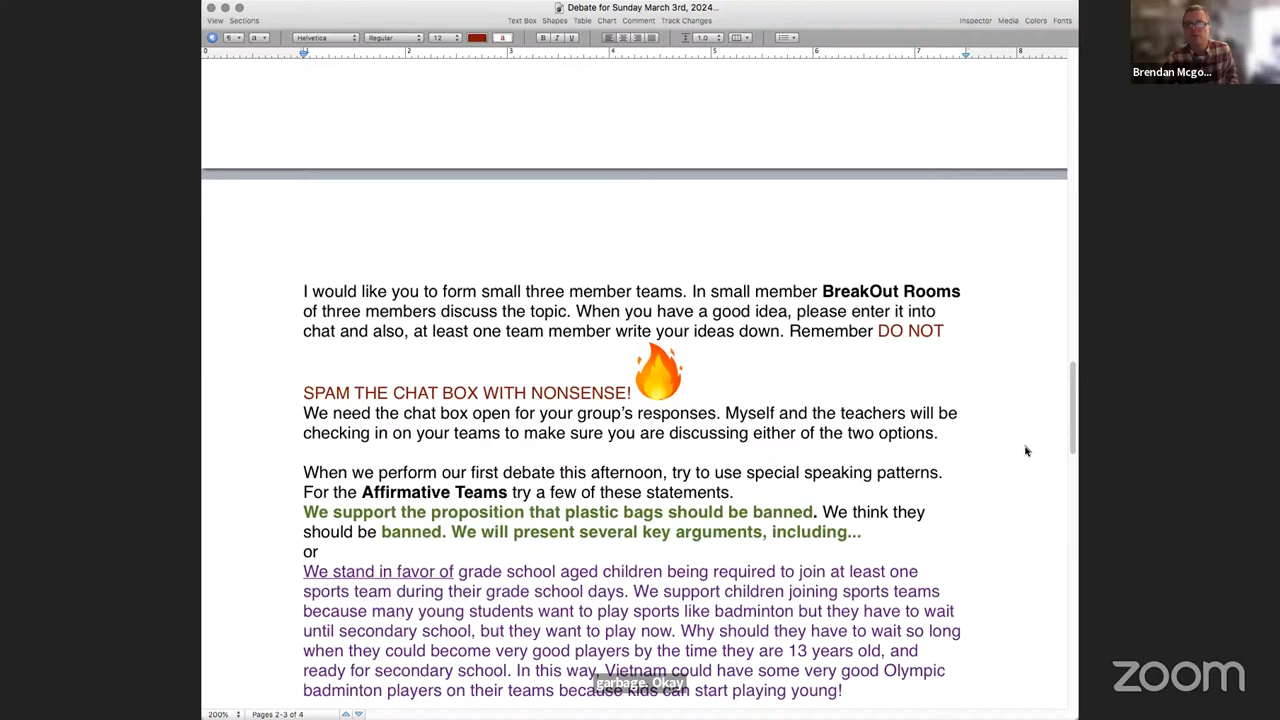 Debate for Sunday March 3rd, 2024...
View Sections Text Box Shapes Table Chart Comment Track Changes Inspector Media Colors Fonts
a Helvetica Regular 12 a B I U 1.0
0 2 3 4 5 6 7 8
Brendan Mcgo...
I would like you to form small three member teams. In small member BreakOut Rooms
of three members discuss the topic. When you have a good idea, please enter it into
chat and also, at least one team member write your ideas down. Remember DO NOT
SPAM THE CHAT BOX WITH NONSENSE!
We need the chat box open for your group's responses. Myself and the teachers will be
checking in on your teams to make sure you are discussing either of the two options.
When we perform our first debate this afternoon, try to use special speaking patterns.
For the Affirmative Teams try a few of these statements.
We support the proposition that plastic bags should be banned. We think they
should be banned. We will present several key arguments, including...
or
We stand in favor of grade school aged children being required to join at least one
sports team during their grade school days. We support children joining sports teams
because many young students want to play sports like badminton but they have to wait
until secondary school, but they want to play now. Why should they have to wait so long
when they could become very good players by the time they are 13 years old, and
ready for secondary school. In this way, Vietnam could have some very good Olympic
badminton players on their teams because kids can start playing young!
garbage, Okay
200% Pages 2-3 of 4
zoom